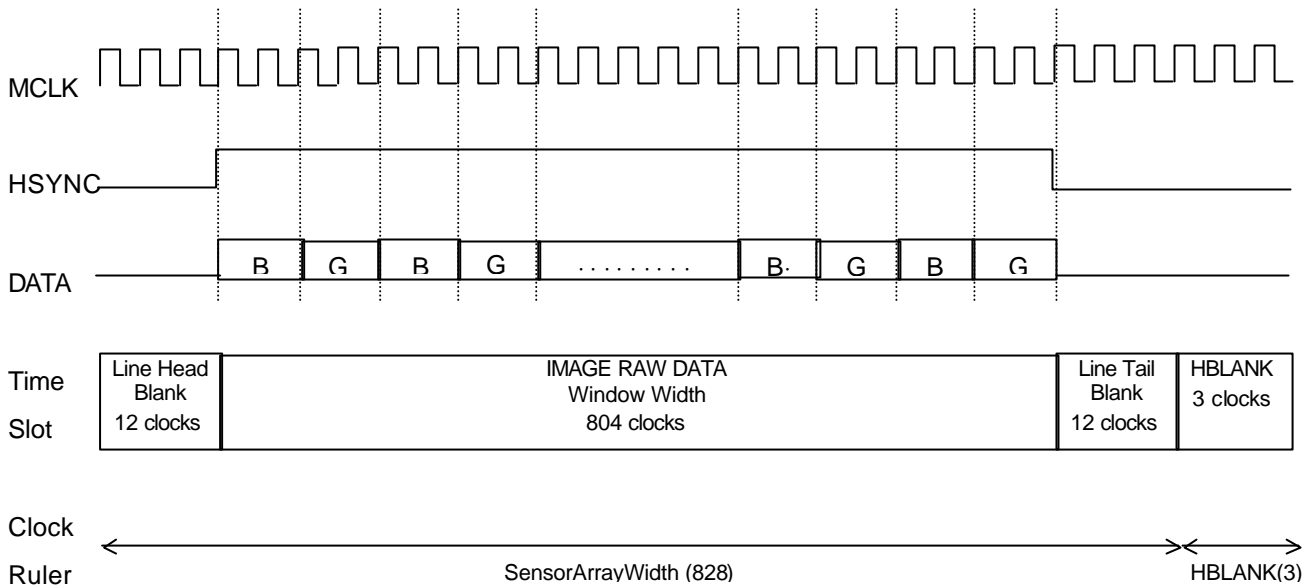 MCLK
HSYNC
DATA
B G B G . . . . . . . . . B. G B G
Time
Slot
Line Head
Blank
12 clocks
IMAGE RAW DATA
Window Width
804 clocks
Line Tail
Blank
12 clocks
HBLANK
3 clocks
Clock
Ruler
SensorArrayWidth (828)
HBLANK(3)